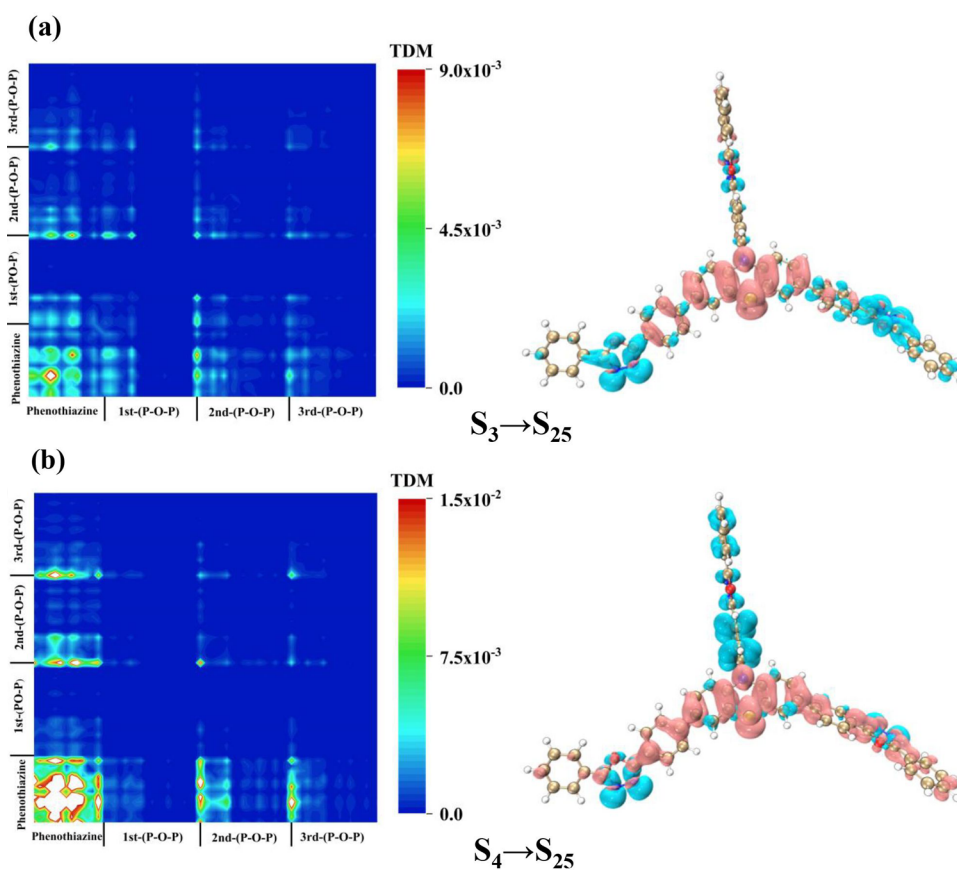 (a)
TDM
9.0x10⁻³
4.5x10⁻³
0.0
3rd-(P-O-P)
2nd-(P-O-P)
1st-(PO-P)
Phenothiazine
Phenothiazine
1st-(P-O-P)
2nd-(P-O-P)
3rd-(P-O-P)
S₃→S₂₅
(b)
TDM
1.5x10⁻²
7.5x10⁻³
0.0
3rd-(P-O-P)
2nd-(P-O-P)
1st-(PO-P)
Phenothiazine
Phenothiazine
1st-(P-O-P)
2nd-(P-O-P)
3rd-(P-O-P)
S₄→S₂₅